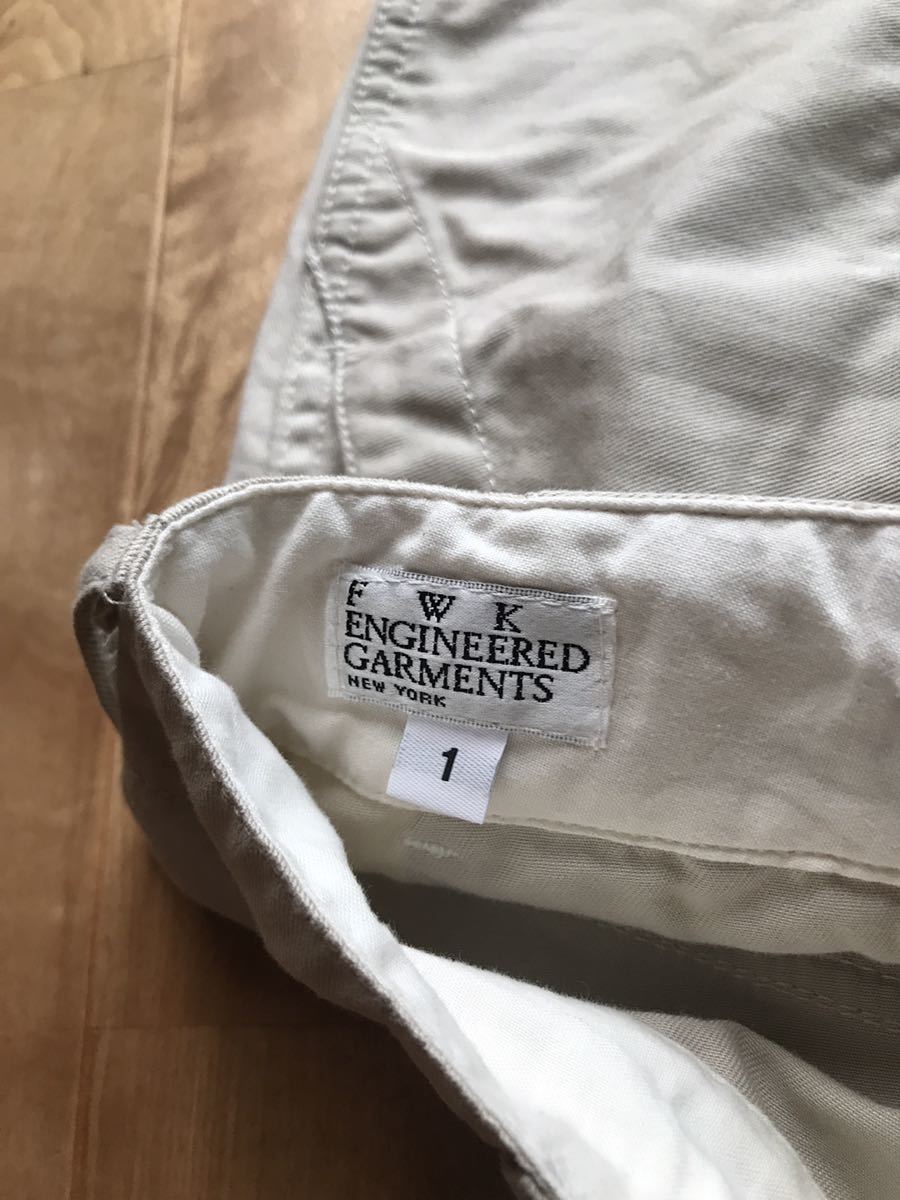 F W K
ENGINEERED
GARMENTS
NEW YORK
1